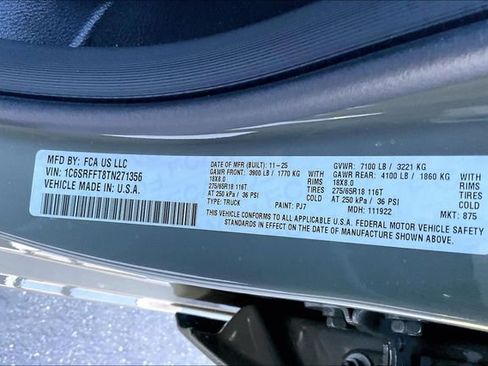 MFD BY: FCA US LLC
VIN: 1C6SRFFT8TN271356
VEHICLE MADE IN: U.S.A.
DATE OF MFR (BUILT): 11-25 GVWR: 7100 LB / 3221 KG
GAWR FRONT: 3900 LB / 1770 KG GAWR REAR: 4100 LB / 1860 KG
18X8.0 RIMS 18X8.0 RIMS
275/65R18 116T TIRES 275/65R18 116T TIRES
AT 250 kPA / 36 PSI COLD AT 250 kPA / 36 PSI COLD
TYPE: TRUCK PAINT: PJ7 MDH: 111922 MKT: 875
THIS VEHICLE CONFORMS TO ALL APPLICABLE U.S.A. FEDERAL MOTOR VEHICLE SAFETY
STANDARDS IN EFFECT ON THE DATE OF MANUFACTURE SHOWN ABOVE.